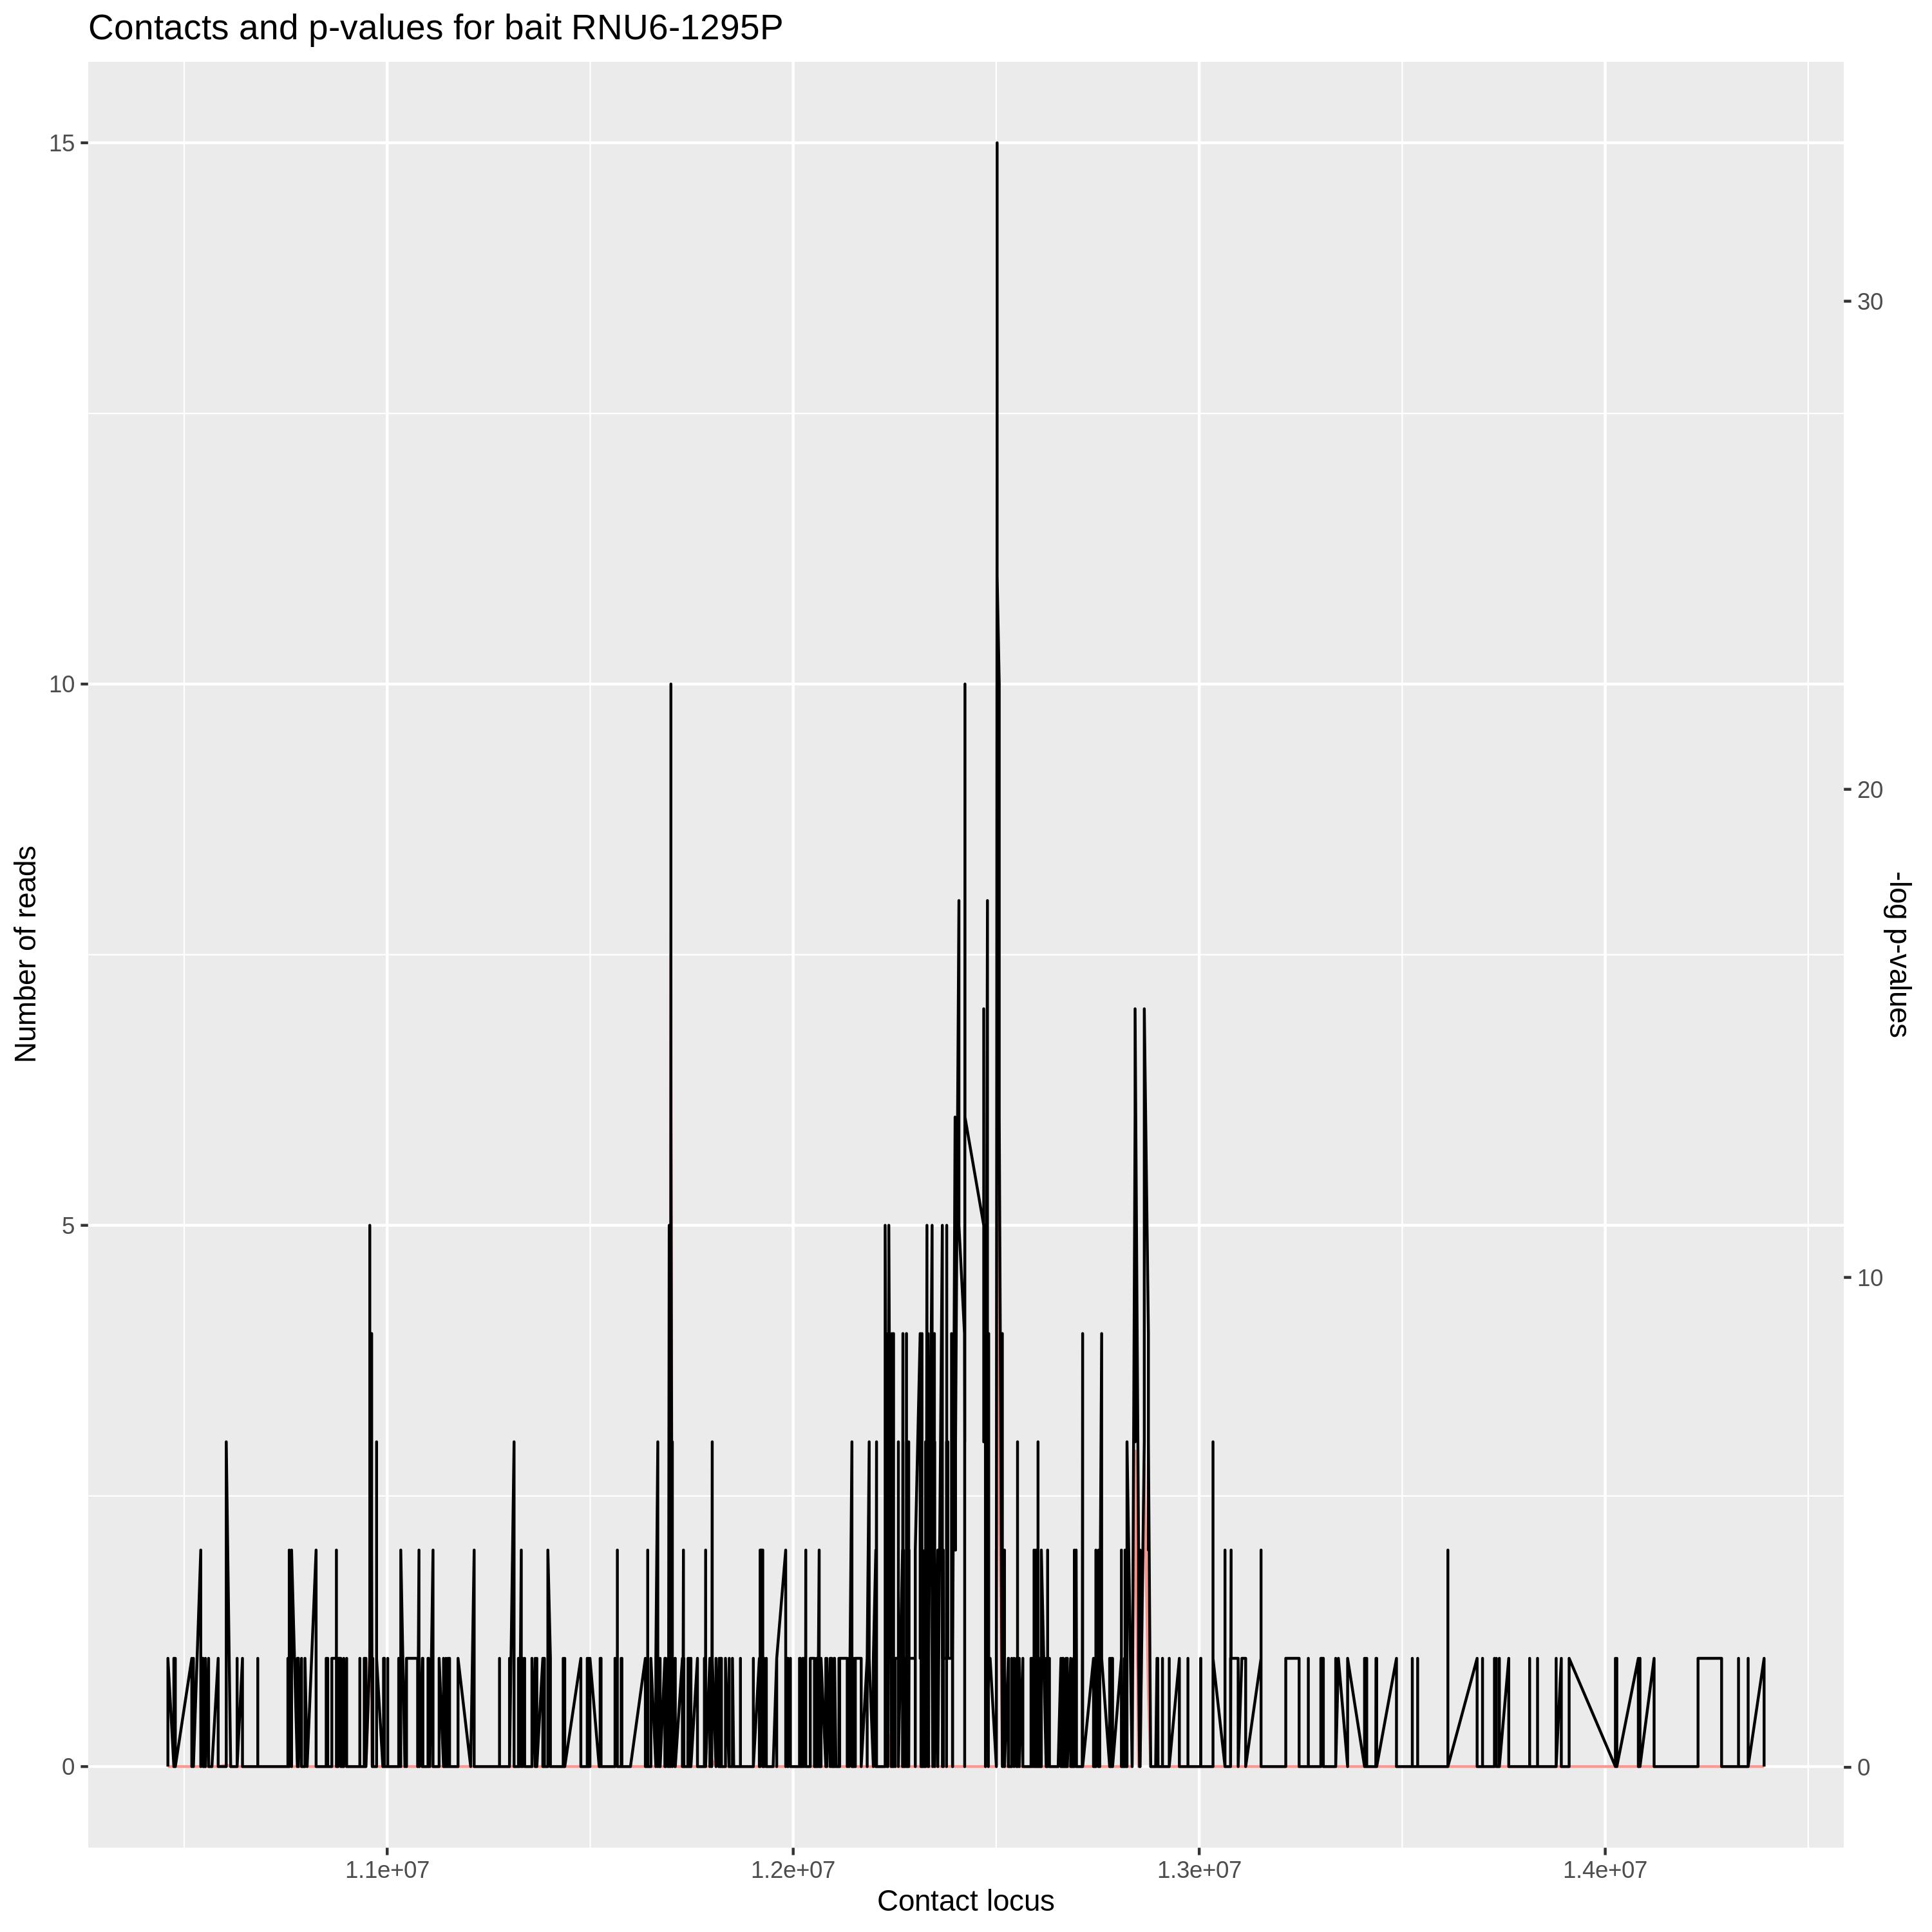 Contacts and p-values for bait RNU6-1295P
15
10
5
0
Number of reads
30
20
10
0
-log p-values
1.1e+07
1.2e+07
1.3e+07
1.4e+07
Contact locus